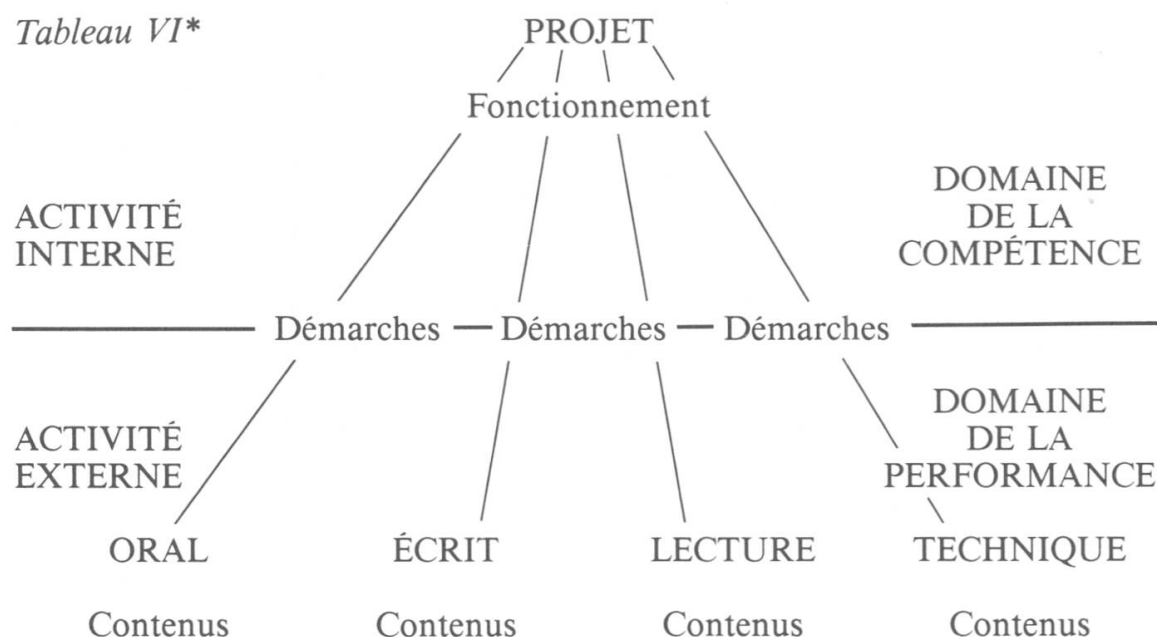 Tableau VI*
PROJET
Fonctionnement
ACTIVITÉ
INTERNE
DOMAINE
DE LA
COMPÉTENCE
Démarches — Démarches — Démarches
ACTIVITÉ
EXTERNE
DOMAINE
DE LA
PERFORMANCE
ORAL ÉCRIT LECTURE TECHNIQUE
Contenus Contenus Contenus Contenus